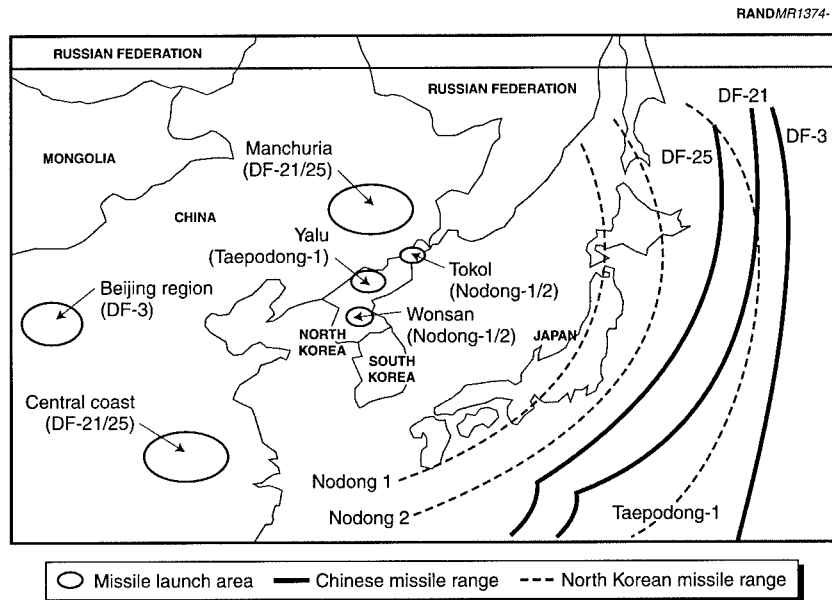 RANDMR1374-
RUSSIAN FEDERATION
RUSSIAN FEDERATION
DF-21
DF-3
MONGOLIA
Manchuria
(DF-21/25)
DF-25
CHINA
Yalu
(Taepodong-1)
Tokol
(Nodong-1/2)
Beijing region
(DF-3)
Wonsan
(Nodong-1/2)
NORTH
KOREA
JAPAN
SOUTH
KOREA
Central coast
(DF-21/25)
Nodong 1
Nodong 2
Taepodong-1
Missile launch area
Chinese missile range
North Korean missile range